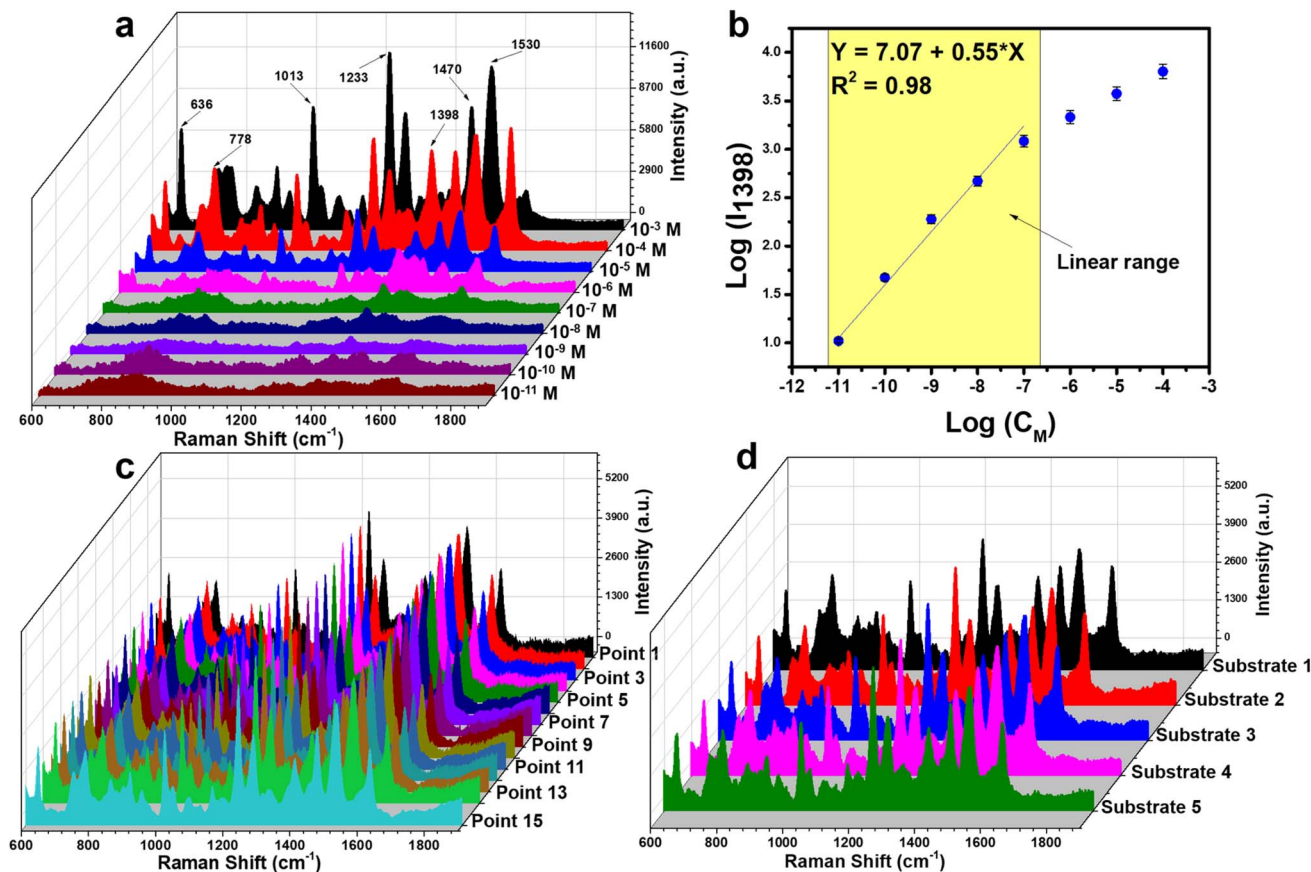 a
636
778
1013
1233
1398
1470
1530
11600
8700
5800
2900
0
Intensity (a.u.)
10-3 M
10-4 M
10-5 M
10-6 M
10-7 M
10-8 M
10-9 M
10-10 M
10-11 M
600 800 1000 1200 1400 1600 1800
Raman Shift (cm-1)
b
Y = 7.07 + 0.55*X
R2 = 0.98
Linear range
4.0
3.5
3.0
2.5
2.0
1.5
1.0
Log (I1398)
-12 -11 -10 -9 -8 -7 -6 -5 -4 -3
Log (CM)
c
5200
3900
2600
1300
0
Intensity (a.u.)
Point 1
Point 3
Point 5
Point 7
Point 9
Point 11
Point 13
Point 15
600 800 1000 1200 1400 1600 1800
Raman Shift (cm-1)
d
5200
3900
2600
1300
0
Intensity (a.u.)
Substrate 1
Substrate 2
Substrate 3
Substrate 4
Substrate 5
600 800 1000 1200 1400 1600 1800
Raman Shift (cm-1)